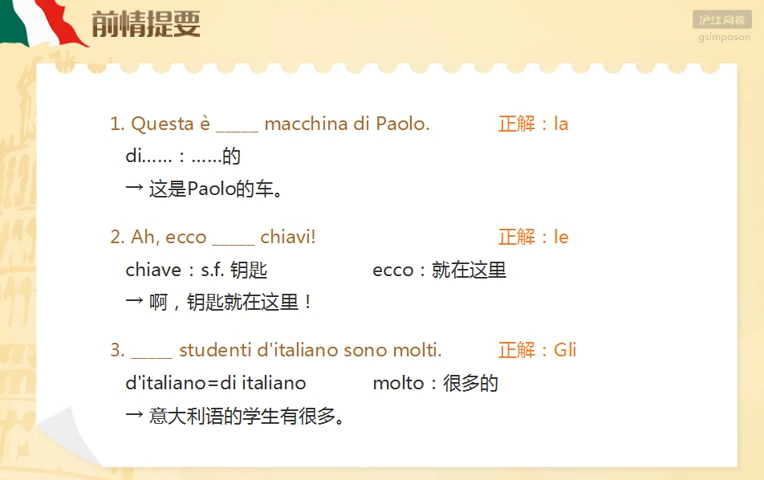 前情提要
沪江网校
gsimposon
1. Questa è _____ macchina di Paolo. 正解：la
di……：……的
→ 这是Paolo的车。
2. Ah, ecco _____ chiavi! 正解：le
chiave：s.f. 钥匙 ecco：就在这里
→ 啊，钥匙就在这里！
3. _____ studenti d'italiano sono molti. 正解：Gli
d'italiano=di italiano molto：很多的
→ 意大利语的学生有很多。